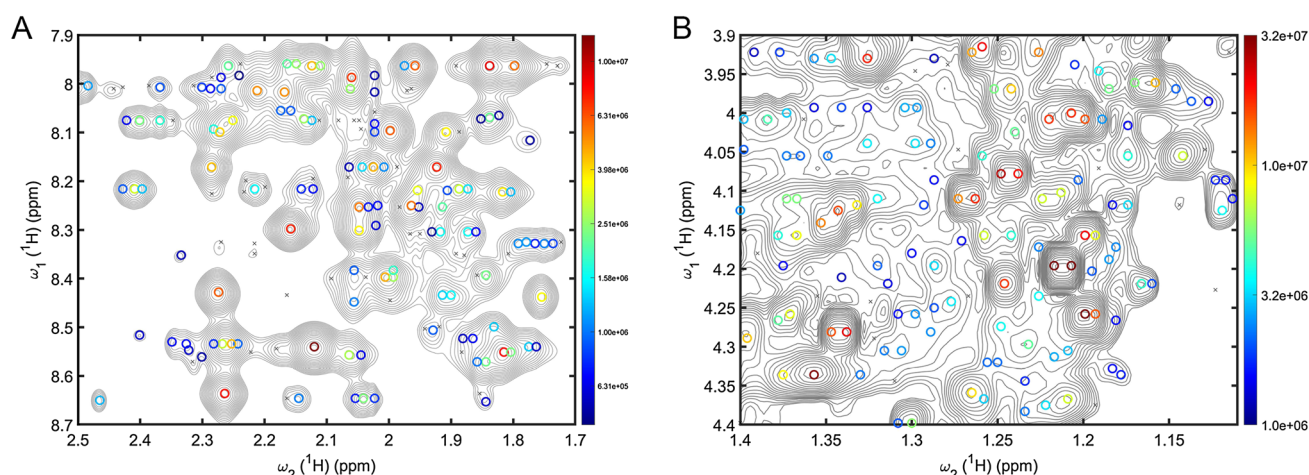 A
B
7.9
8
8.1
8.2
8.3
8.4
8.5
8.6
8.7
ω₁ (¹H) (ppm)
2.5 2.4 2.3 2.2 2.1 2 1.9 1.8 1.7
(¹H) (ppm)
1.00e+07
6.31e+06
3.98e+06
2.51e+06
1.58e+06
1.00e+06
6.31e+05
3.9
3.95
4
4.05
4.1
4.15
4.2
4.25
4.3
4.35
4.4
ω₁ (¹H) (ppm)
1.4 1.35 1.3 1.25 1.2 1.15
(¹H) (ppm)
3.2e+07
1.0e+07
3.2e+06
1.0e+06